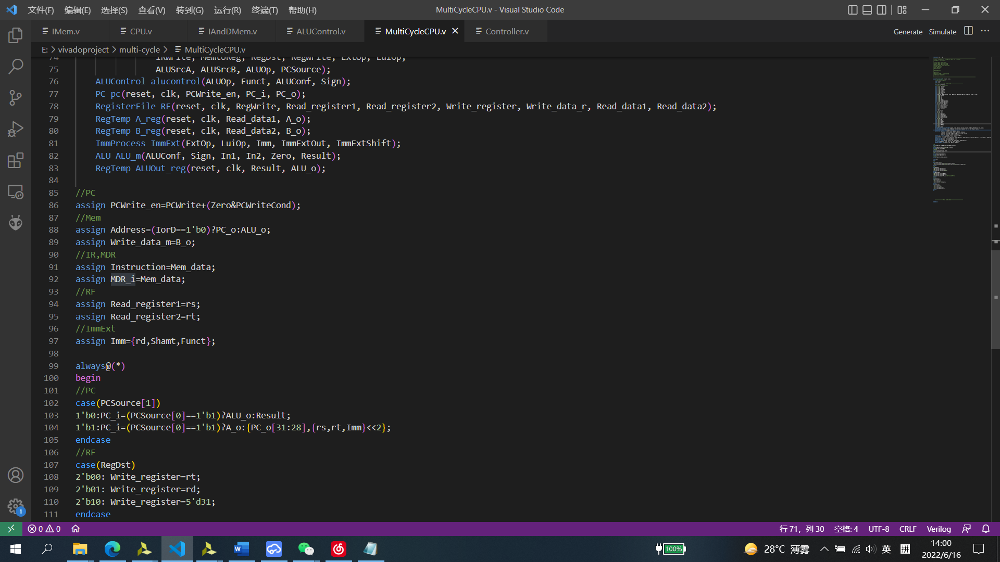 文件(F) 编辑(E) 选择(S) 查看(V) 转到(G) 运行(R) 终端(T) 帮助(H) MultiCycleCPU.v - Visual Studio Code
IMem.v CPU.v IAndDMem.v ALUControl.v MultiCycleCPU.v Controller.v Generate Simulate
E: > vivadoproject > multi-cycle > MultiCycleCPU.v
74 IRWrite, MemtoReg, RegDst, RegWrite, ExtOp, LuiOp,
75 ALUSrcA, ALUSrcB, ALUOp, PCSource);
76 ALUControl alucontrol(ALUOp, Funct, ALUConf, Sign);
77 PC pc(reset, clk, PCWrite_en, PC_i, PC_o);
78 RegisterFile RF(reset, clk, RegWrite, Read_register1, Read_register2, Write_register, Write_data_r, Read_data1, Read_data2);
79 RegTemp A_reg(reset, clk, Read_data1, A_o);
80 RegTemp B_reg(reset, clk, Read_data2, B_o);
81 ImmProcess ImmExt(ExtOp, LuiOp, Imm, ImmExtOut, ImmExtShift);
82 ALU ALU_m(ALUConf, Sign, In1, In2, Zero, Result);
83 RegTemp ALUOut_reg(reset, clk, Result, ALU_o);
84
85 //PC
86 assign PCWrite_en=PCWrite+(Zero&PCWriteCond);
87 //Mem
88 assign Address=(IorD==1'b0)?PC_o:ALU_o;
89 assign Write_data_m=B_o;
90 //IR,MDR
91 assign Instruction=Mem_data;
92 assign MDR_i=Mem_data;
93 //RF
94 assign Read_register1=rs;
95 assign Read_register2=rt;
96 //ImmExt
97 assign Imm={rd,Shamt,Funct};
98
99 always@(*)
100 begin
101 //PC
102 case(PCSource[1])
103 1'b0:PC_i=(PCSource[0]==1'b1)?ALU_o:Result;
104 1'b1:PC_i=(PCSource[0]==1'b1)?A_o:{PC_o[31:28],{rs,rt,Imm}<<2};
105 endcase
106 //RF
107 case(RegDst)
108 2'b00: Write_register=rt;
109 2'b01: Write_register=rd;
110 2'b10: Write_register=5'd31;
111 endcase
1
0 0 行 71，列 30 空格: 4 UTF-8 CRLF Verilog
100% 28°C 薄雾 英 拼 14:00
2022/6/16